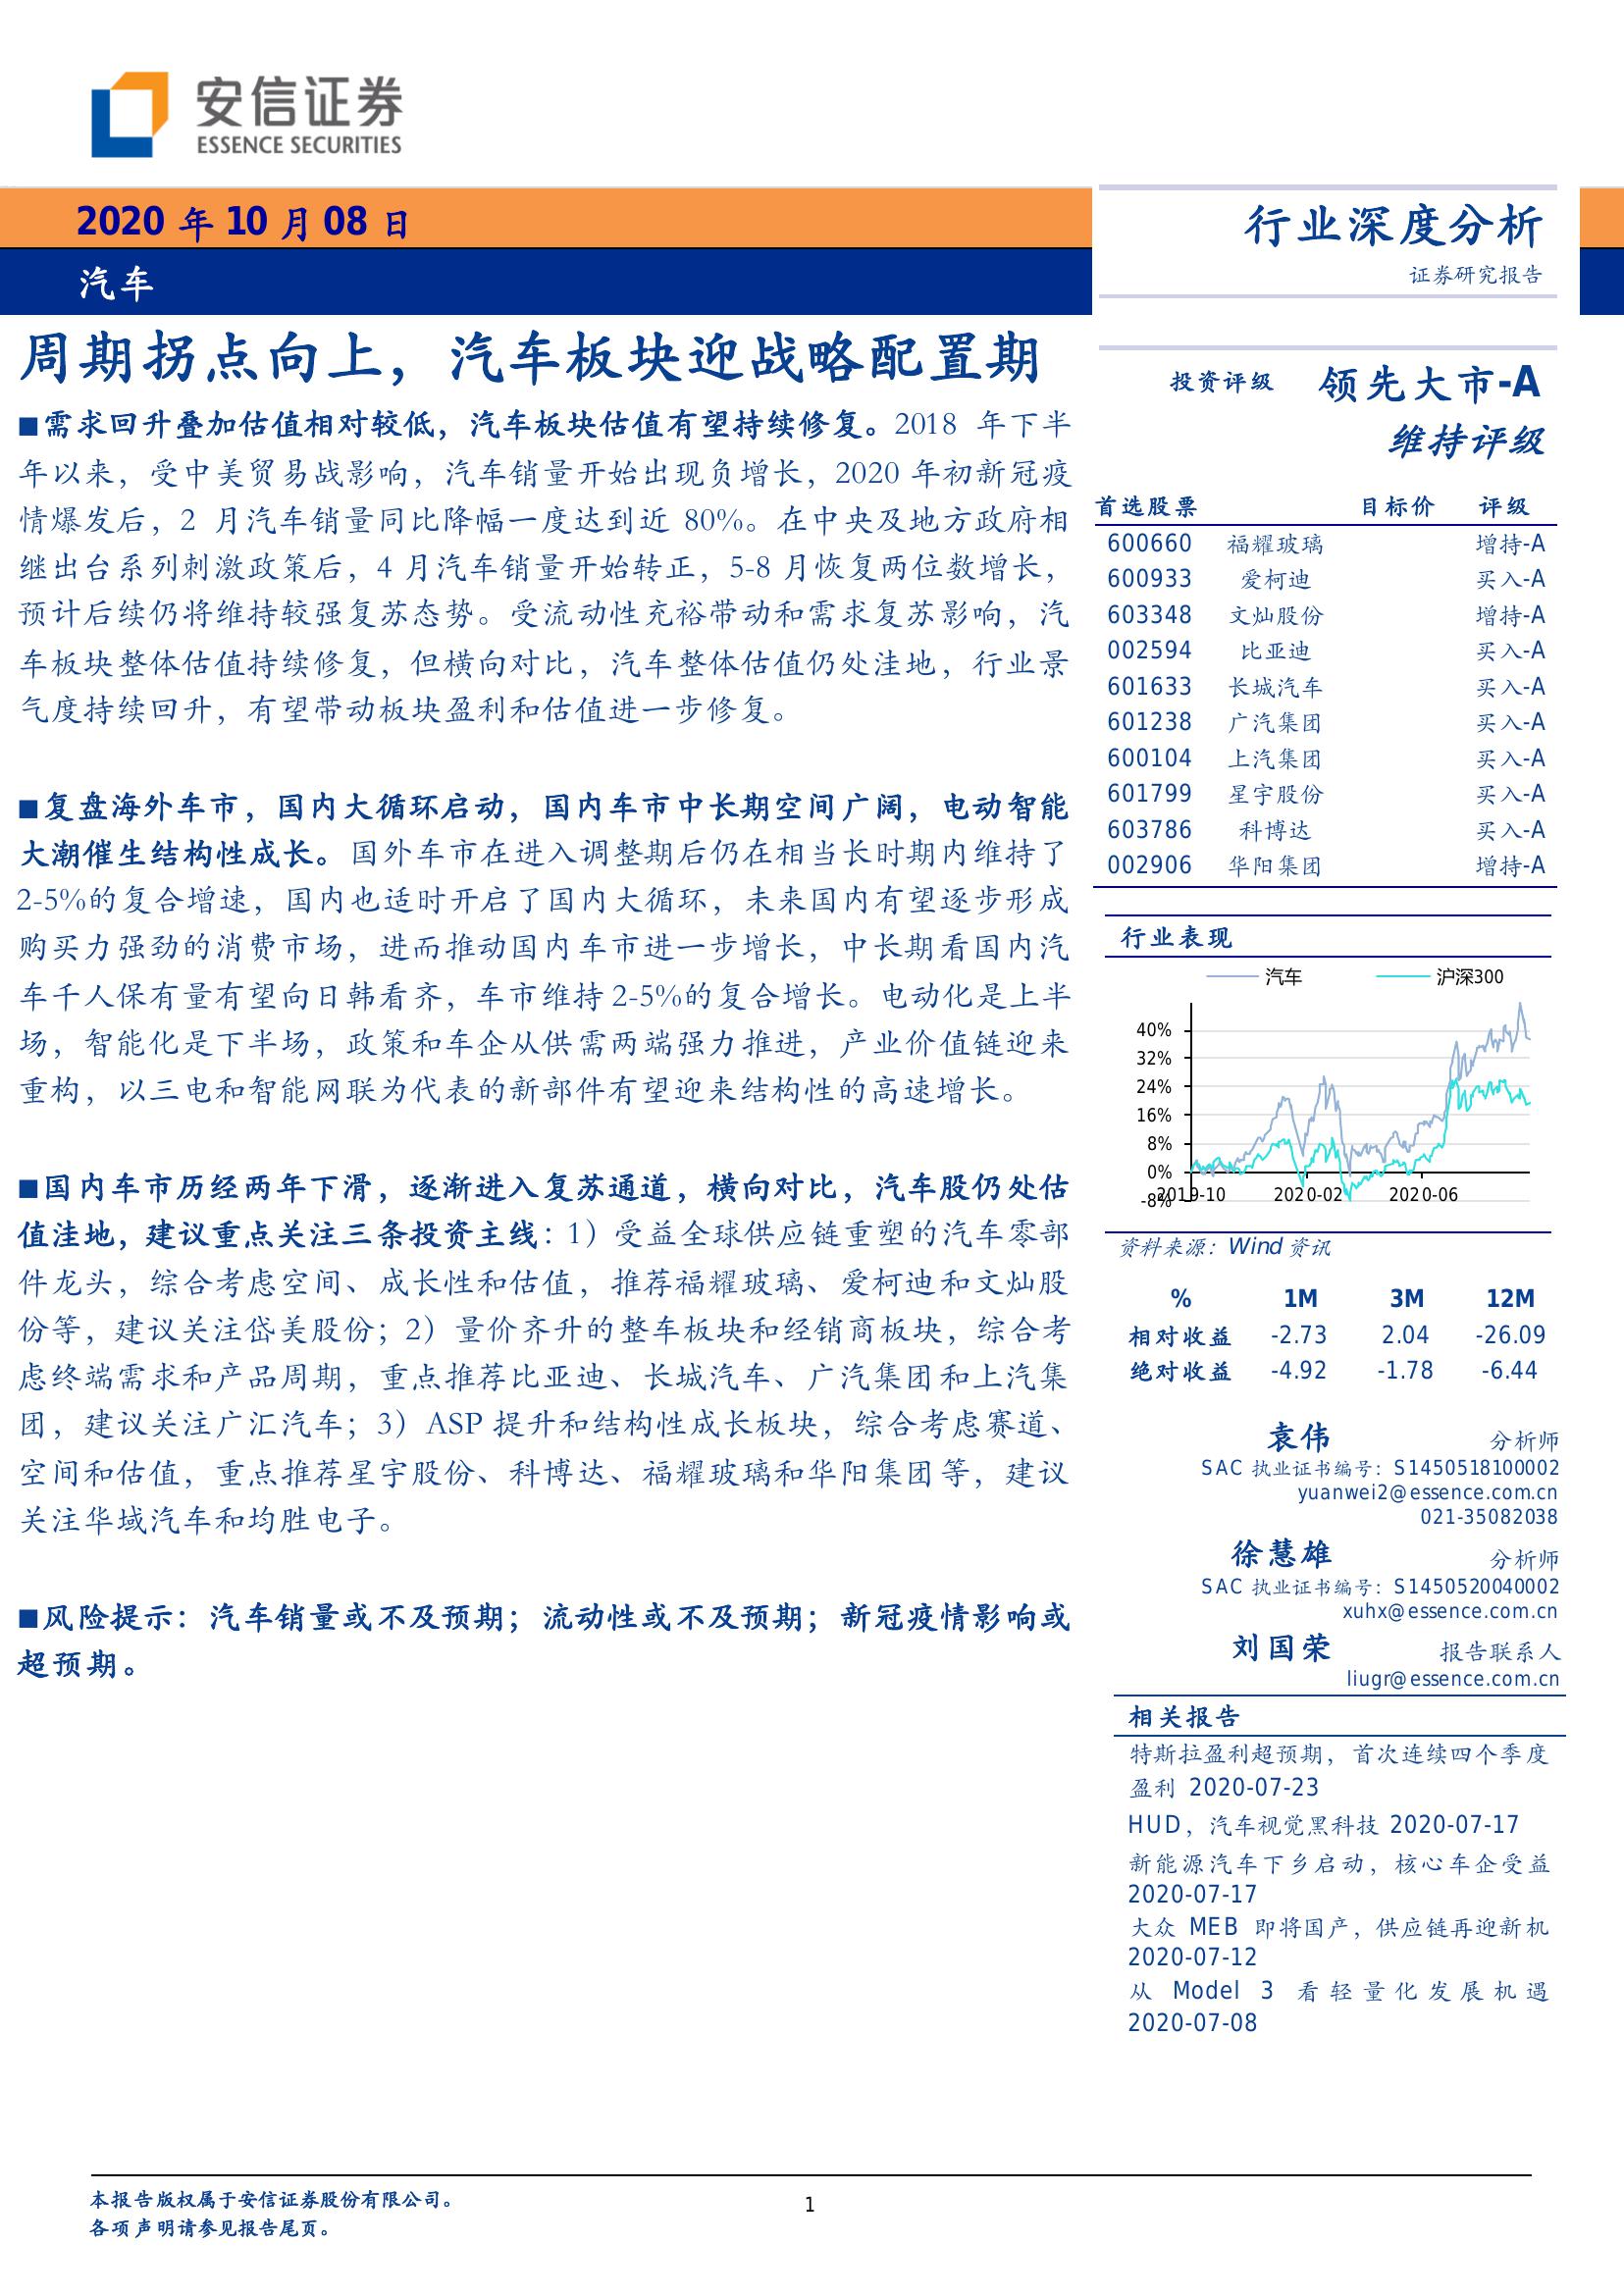 安信证券
ESSENCE SECURITIES
2020 年 10 月 08 日
汽车
行业深度分析
证券研究报告
周期拐点向上，汽车板块迎战略配置期
■需求回升叠加估值相对较低，汽车板块估值有望持续修复。2018 年下半
年以来，受中美贸易战影响，汽车销量开始出现负增长，2020 年初新冠疫
情爆发后，2 月汽车销量同比降幅一度达到近 80%。在中央及地方政府相
继出台系列刺激政策后，4 月汽车销量开始转正，5-8 月恢复两位数增长，
预计后续仍将维持较强复苏态势。受流动性充裕带动和需求复苏影响，汽
车板块整体估值持续修复，但横向对比，汽车整体估值仍处洼地，行业景
气度持续回升，有望带动板块盈利和估值进一步修复。
■复盘海外车市，国内大循环启动，国内车市中长期空间广阔，电动智能
大潮催生结构性成长。国外车市在进入调整期后仍在相当长时期内维持了
2-5%的复合增速，国内也适时开启了国内大循环，未来国内有望逐步形成
购买力强劲的消费市场，进而推动国内车市进一步增长，中长期看国内汽
车千人保有量有望向日韩看齐，车市维持 2-5%的复合增长。电动化是上半
场，智能化是下半场，政策和车企从供需两端强力推进，产业价值链迎来
重构，以三电和智能网联为代表的新部件有望迎来结构性的高速增长。
■国内车市历经两年下滑，逐渐进入复苏通道，横向对比，汽车股仍处估
值洼地，建议重点关注三条投资主线：1）受益全球供应链重塑的汽车零部
件龙头，综合考虑空间、成长性和估值，推荐福耀玻璃、爱柯迪和文灿股
份等，建议关注岱美股份；2）量价齐升的整车板块和经销商板块，综合考
虑终端需求和产品周期，重点推荐比亚迪、长城汽车、广汽集团和上汽集
团，建议关注广汇汽车；3）ASP 提升和结构性成长板块，综合考虑赛道、
空间和估值，重点推荐星宇股份、科博达、福耀玻璃和华阳集团等，建议
关注华域汽车和均胜电子。
■风险提示：汽车销量或不及预期；流动性或不及预期；新冠疫情影响或
超预期。
投资评级 领先大市-A
维持评级
首选股票 目标价 评级
600660 福耀玻璃 增持-A
600933 爱柯迪 买入-A
603348 文灿股份 增持-A
002594 比亚迪 买入-A
601633 长城汽车 买入-A
601238 广汽集团 买入-A
600104 上汽集团 买入-A
601799 星宇股份 买入-A
603786 科博达 买入-A
002906 华阳集团 增持-A
行业表现
汽车 沪深300
40%
32%
24%
16%
8%
0%
-8%
2019-10 2020-02 2020-06
资料来源：Wind 资讯
% 1M 3M 12M
相对收益 -2.73 2.04 -26.09
绝对收益 -4.92 -1.78 -6.44
袁伟 分析师
SAC 执业证书编号：S1450518100002
yuanwei2@essence.com.cn
021-35082038
徐慧雄 分析师
SAC 执业证书编号：S1450520040002
xuhx@essence.com.cn
刘国荣 报告联系人
liugr@essence.com.cn
相关报告
特斯拉盈利超预期，首次连续四个季度
盈利 2020-07-23
HUD，汽车视觉黑科技 2020-07-17
新能源汽车下乡启动，核心车企受益
2020-07-17
大众 MEB 即将国产，供应链再迎新机
2020-07-12
从 Model 3 看轻量化发展机遇
2020-07-08
本报告版权属于安信证券股份有限公司。
各项声明请参见报告尾页。
1